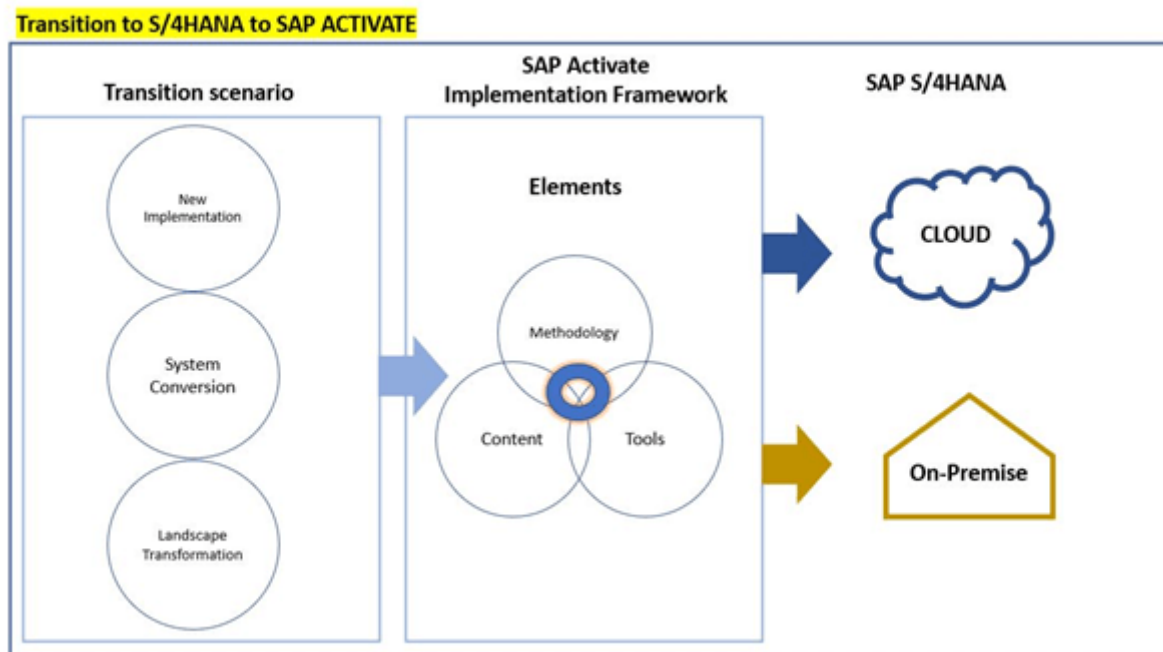 Transition to S/4HANA to SAP ACTIVATE
Transition scenario
New
Implementation
System
Conversion
Landscape
Transformation
SAP Activate
Implementation Framework
Elements
Methodology
Content
Tools
SAP S/4HANA
CLOUD
On-Premise